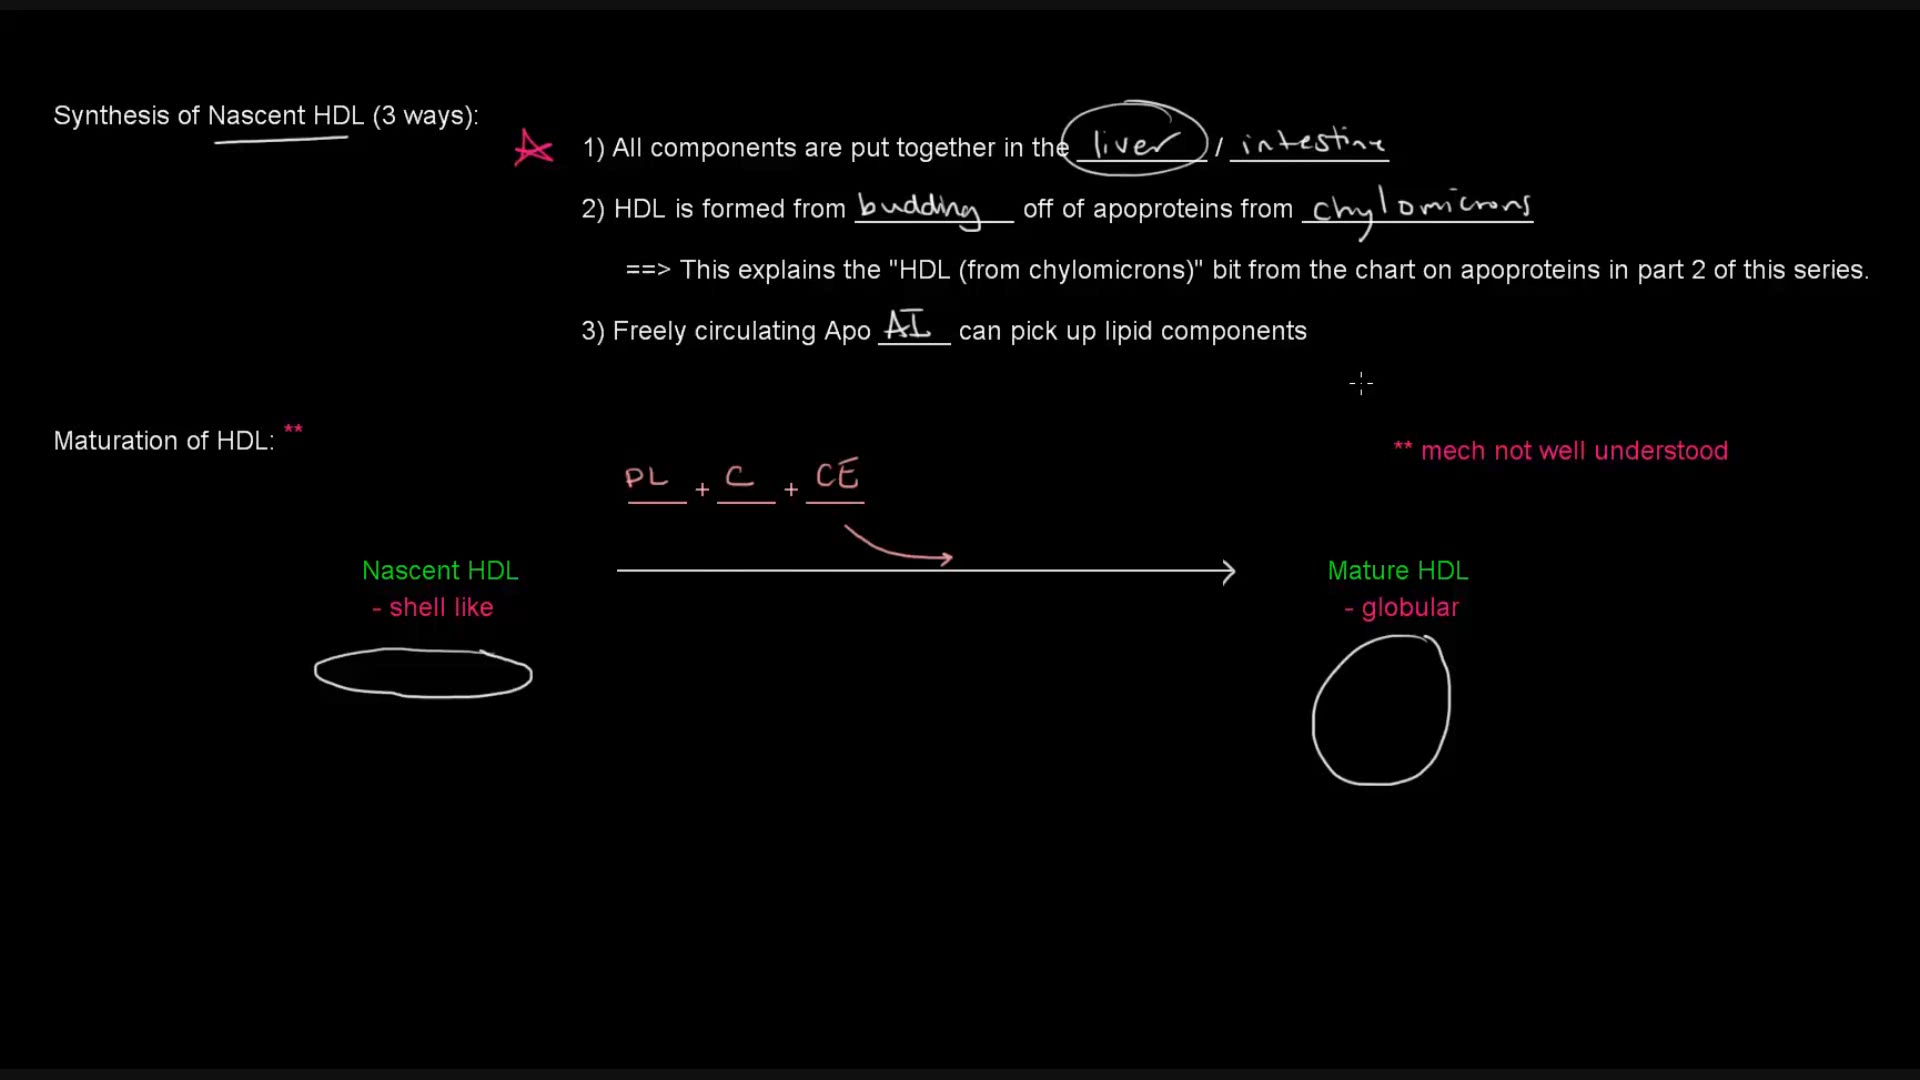 Synthesis of Nascent HDL (3 ways):
1) All components are put together in the liver / intestine
2) HDL is formed from budding off of apoproteins from chylomicrons
==> This explains the "HDL (from chylomicrons)" bit from the chart on apoproteins in part 2 of this series.
3) Freely circulating Apo AI can pick up lipid components
Maturation of HDL: **
** mech not well understood
PL + C + CE
Nascent HDL
- shell like
Mature HDL
- globular